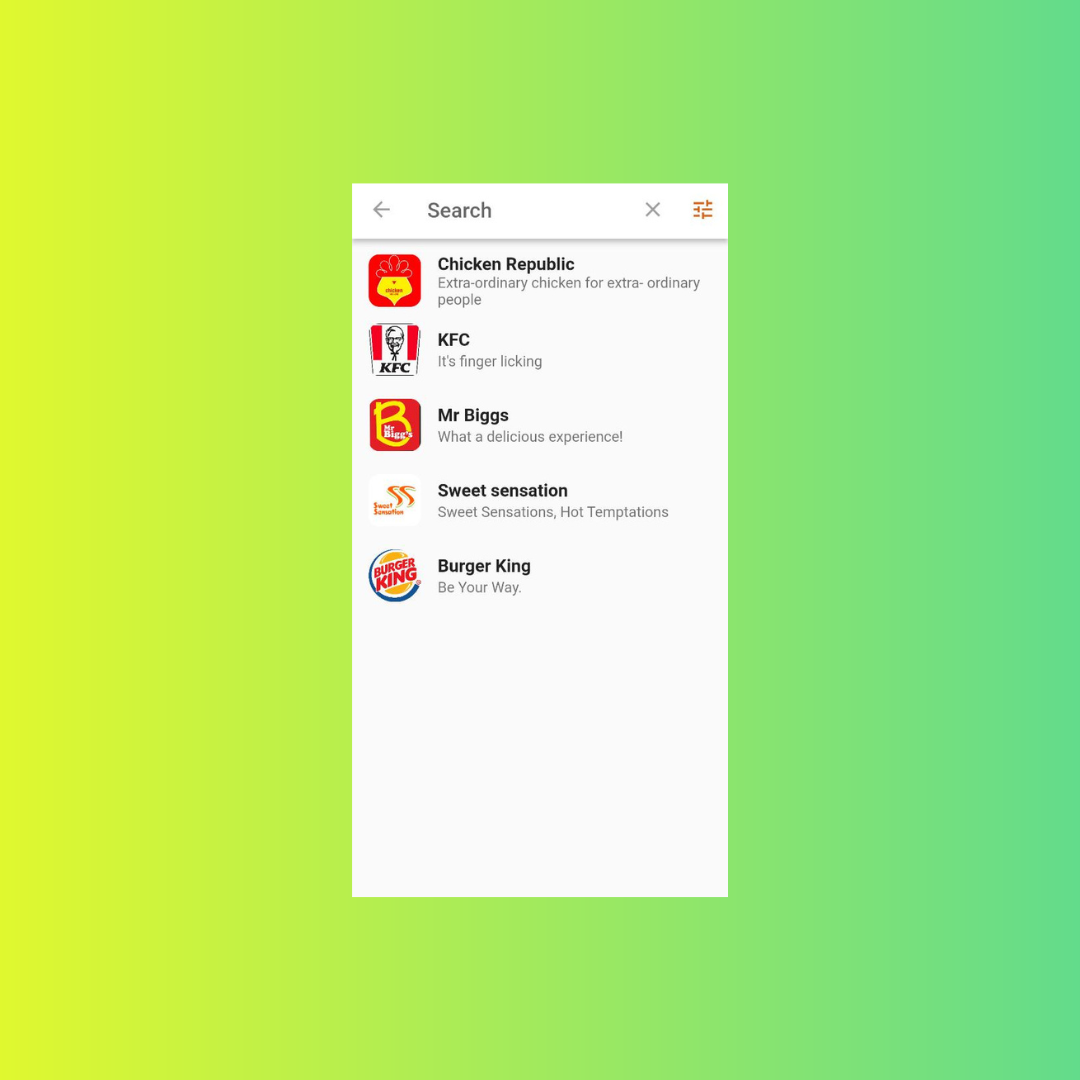 Search
Chicken Republic
Extra-ordinary chicken for extra- ordinary
people
chicken
KFC
KFC
It's finger licking
Mr
Bigg's
Mr Biggs
What a delicious experience!
Sweet
Sensation
Sweet sensation
Sweet Sensations, Hot Temptations
BURGER
KING
Burger King
Be Your Way.